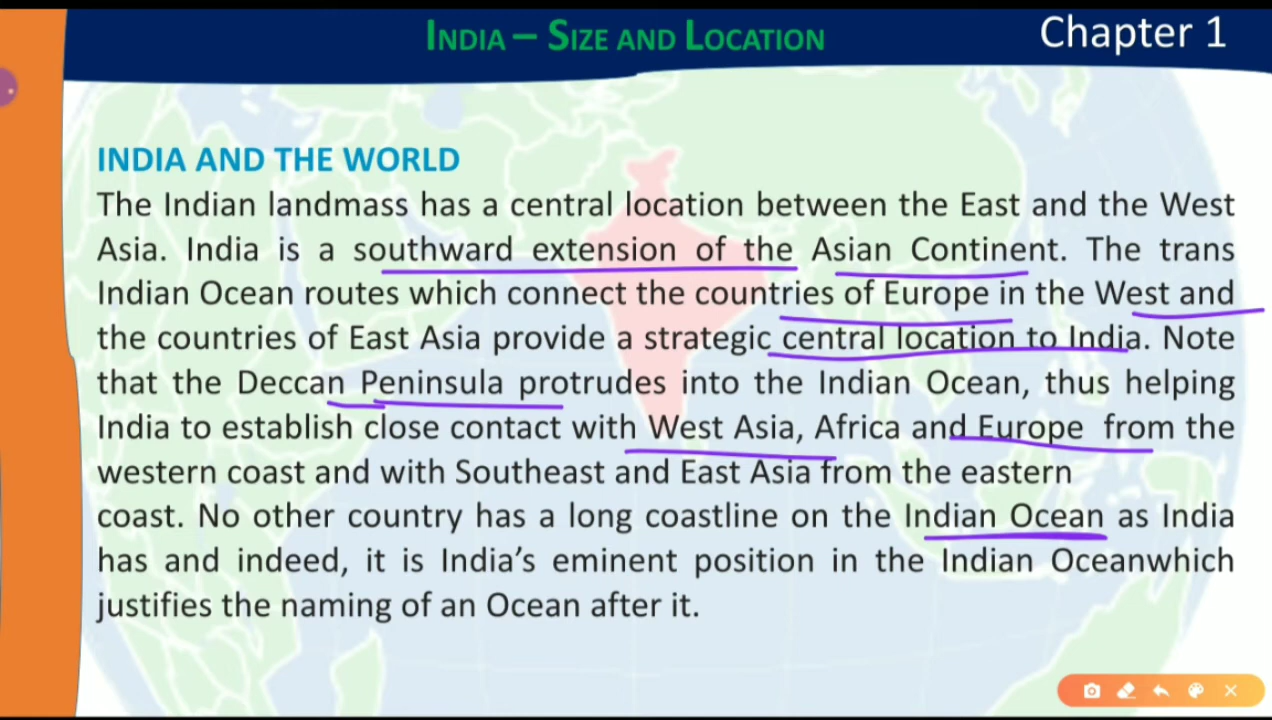 INDIA – SIZE AND LOCATION
Chapter 1
INDIA AND THE WORLD
The Indian landmass has a central location between the East and the West
Asia. India is a southward extension of the Asian Continent. The trans
Indian Ocean routes which connect the countries of Europe in the West and
the countries of East Asia provide a strategic central location to India. Note
that the Deccan Peninsula protrudes into the Indian Ocean, thus helping
India to establish close contact with West Asia, Africa and Europe from the
western coast and with Southeast and East Asia from the eastern
coast. No other country has a long coastline on the Indian Ocean as India
has and indeed, it is India’s eminent position in the Indian Oceanwhich
justifies the naming of an Ocean after it.